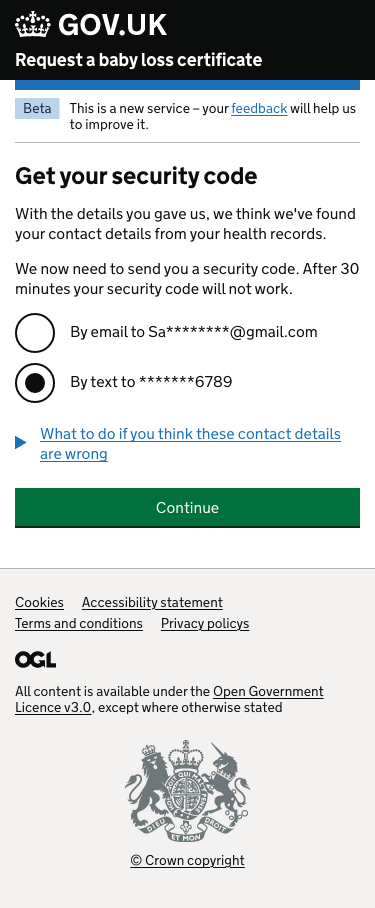 GOV.UK
Request a baby loss certificate
Beta
This is a new service – your feedback will help us
to improve it.
Get your security code
With the details you gave us, we think we've found
your contact details from your health records.
We now need to send you a security code. After 30
minutes your security code will not work.
By email to Sa********@gmail.com
By text to *******6789
What to do if you think these contact details
are wrong
Continue
Cookies Accessibility statement
Terms and conditions Privacy policys
OGL
All content is available under the Open Government
Licence v3.0, except where otherwise stated
DIEU ET MON DROIT
© Crown copyright